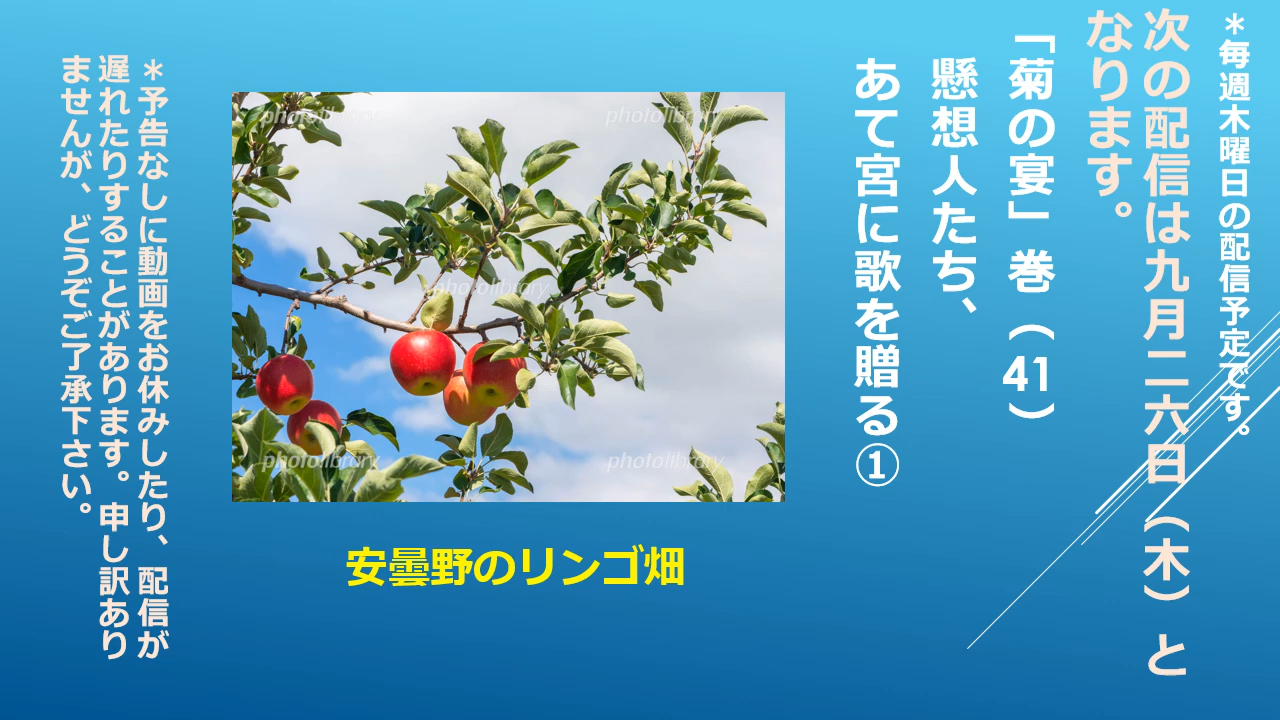 ＊毎週木曜日の配信予定です。
次の配信は九月二六日（木）と
なります。
「菊の宴」巻（41）
懸想人たち、
あて宮に歌を贈る①
photolibrary
photolibrary
photolibrary
photolibrary
photolibrary
安曇野のリンゴ畑
＊予告なしに動画をお休みしたり、配信が
遅れたりすることがあります。申し訳あり
ませんが、どうぞご了承下さい。